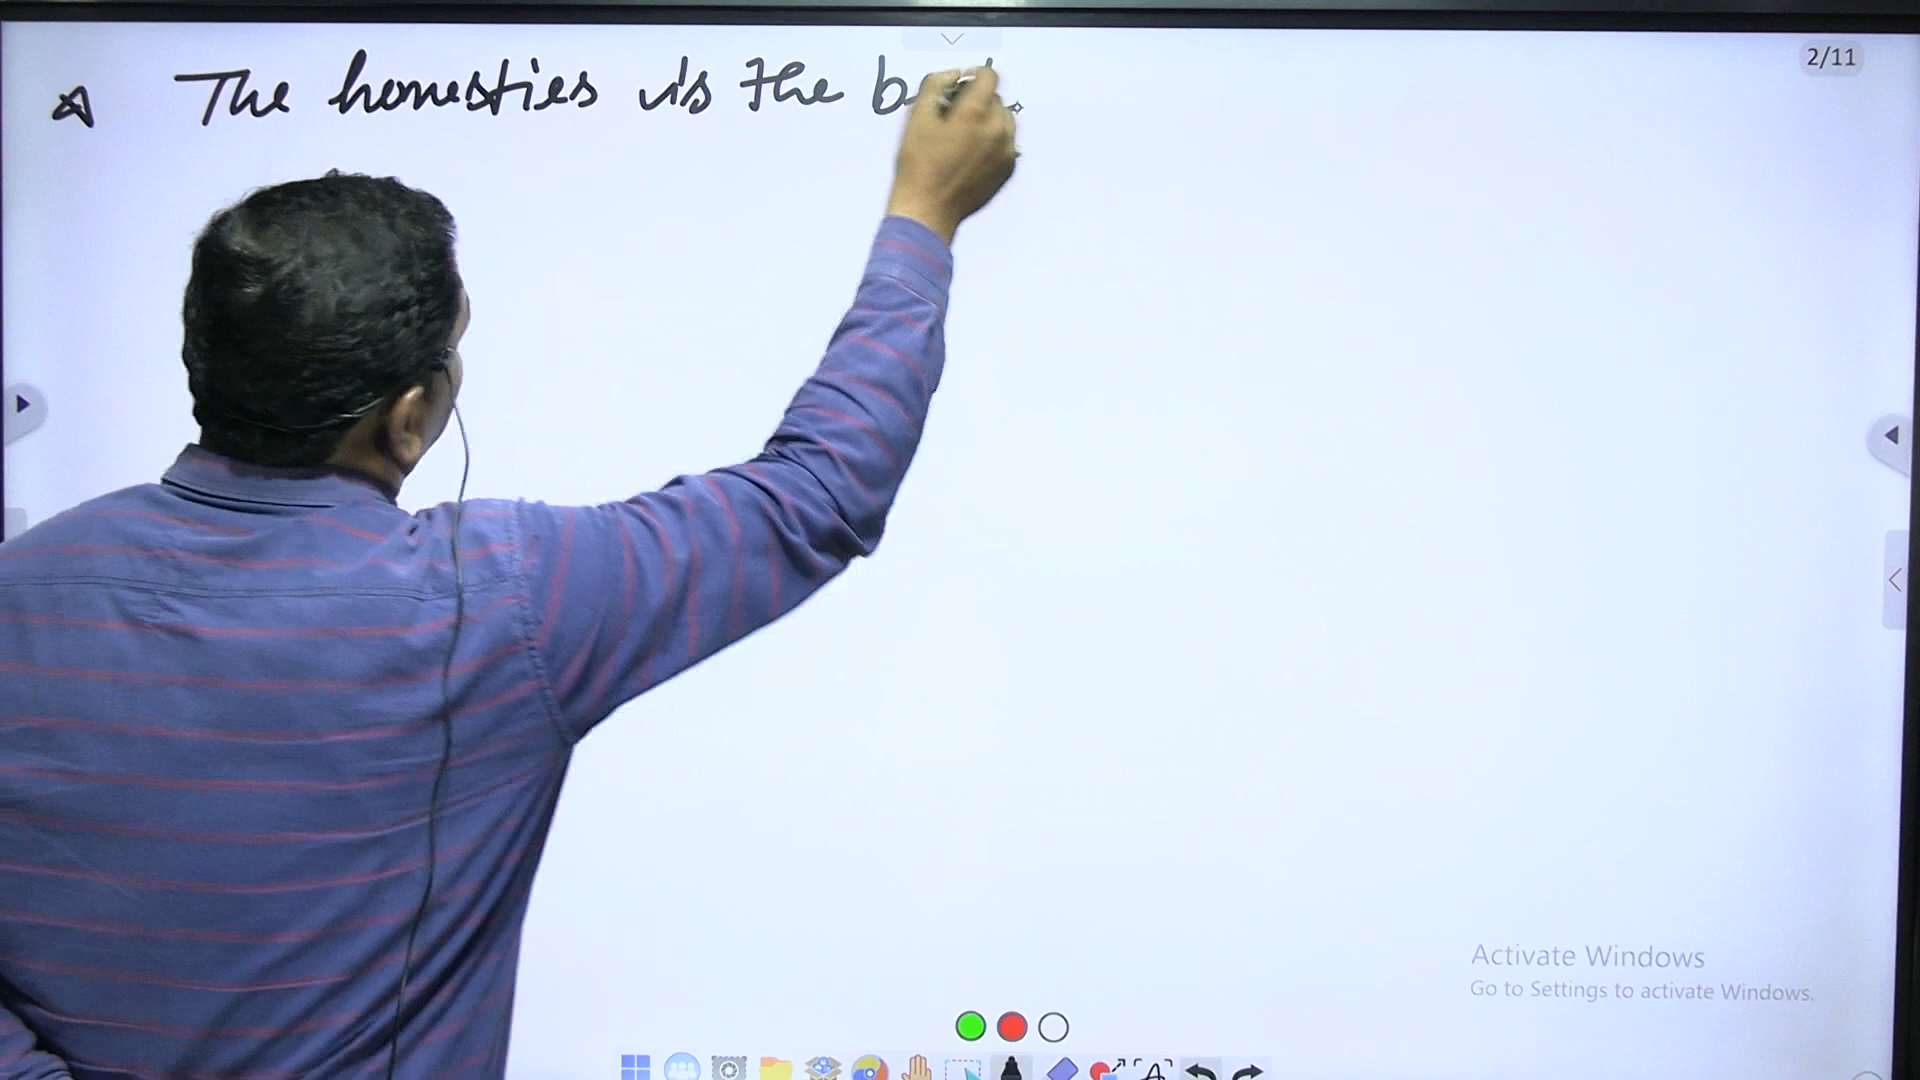 The honesties is the
2/11
Activate Windows
Go to Settings to activate Windows.